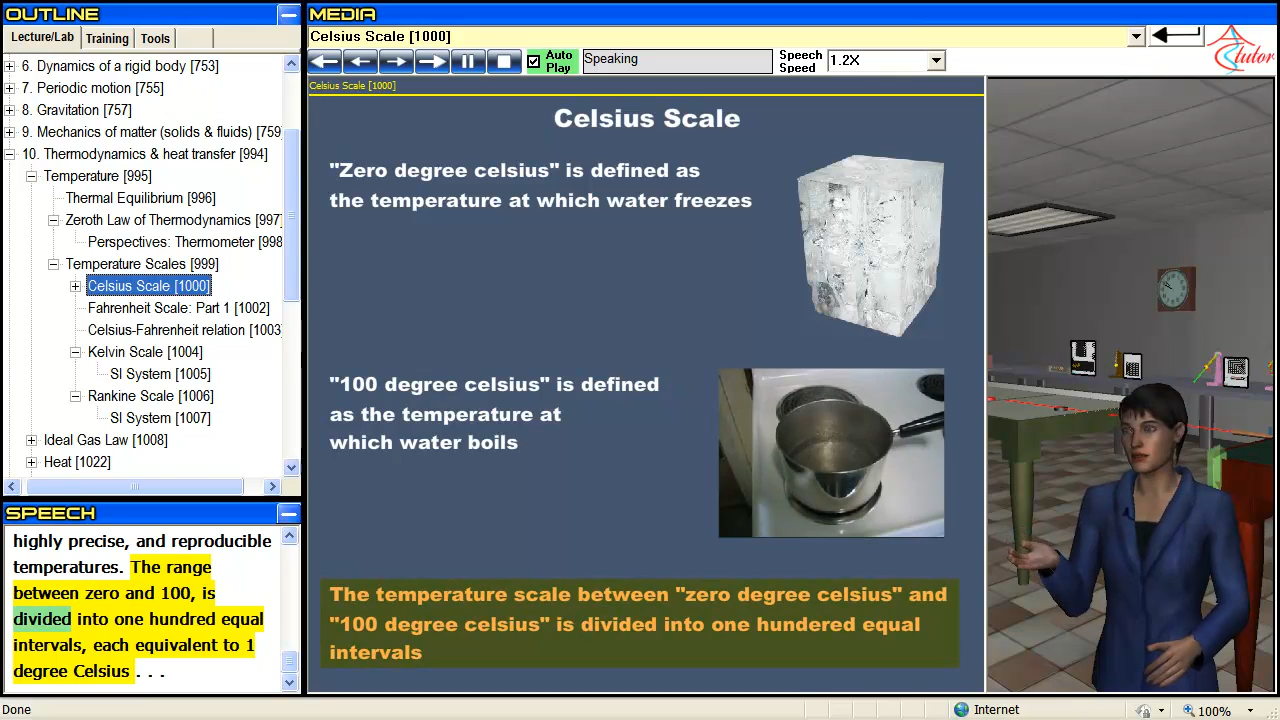 OUTLINE
Lecture/Lab
Training
Tools
6. Dynamics of a rigid body [753]
7. Periodic motion [755]
8. Gravitation [757]
9. Mechanics of matter (solids & fluids) [759
10. Thermodynamics & heat transfer [994]
Temperature [995]
Thermal Equilibrium [996]
Zeroth Law of Thermodynamics [997
Perspectives: Thermometer [998
Temperature Scales [999]
Celsius Scale [1000]
Fahrenheit Scale: Part 1 [1002]
Celsius-Fahrenheit relation [1003
Kelvin Scale [1004]
SI System [1005]
Rankine Scale [1006]
SI System [1007]
Ideal Gas Law [1008]
Heat [1022]
SPEECH
highly precise, and reproducible
temperatures. The range
between zero and 100, is
divided into one hundred equal
intervals, each equivalent to 1
degree Celsius . . .
MEDIA
Celsius Scale [1000]
Auto
Play
Speaking
Speech
Speed
1.2X
tutor
Celsius Scale [1000]
Celsius Scale
"Zero degree celsius" is defined as
the temperature at which water freezes
"100 degree celsius" is defined
as the temperature at
which water boils
The temperature scale between "zero degree celsius" and
"100 degree celsius" is divided into one hundered equal
intervals
Done
Internet
100%